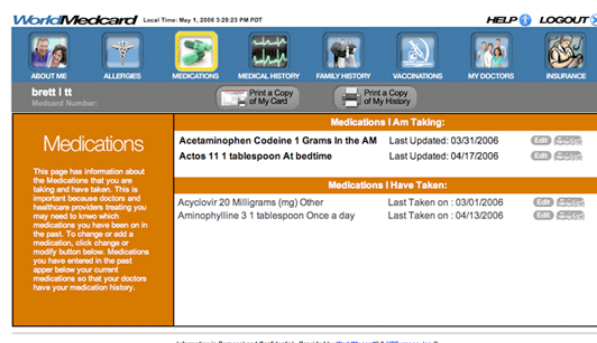 WorldMedcard Local Time: May 1, 2006 3:25:23 PM PDT HELP LOGOUT
ABOUT ME ALLERGIES MEDICATIONS MEDICAL HISTORY FAMILY HISTORY VACCINATIONS MY DOCTORS INSURANCE
brett l tt
Medcard Number:
Print a Copy of My Card
Print a Copy of My History
Medications
This page has information about
the Medications that you are
taking and have taken. This is
important because doctors and
healthcare providers treating you
may need to knwo which
medications you have been on in
the past. To change or add a
medication, click change or
modify button below. Medications
you have entered in the past
apper below your current
medications so that your doctors
have your medication history.
Medications I Am Taking:
Acetaminophen Codeine 1 Grams In the AM Last Updated: 03/31/2006 Edit
Actos 11 1 tablespoon At bedtime Last Updated: 04/17/2006 Edit
Medications I Have Taken:
Acyclovir 20 Milligrams (mg) Other Last Taken on : 03/01/2006 Edit
Aminophylline 3 1 tablespoon Once a day Last Taken on : 04/13/2006 Edit